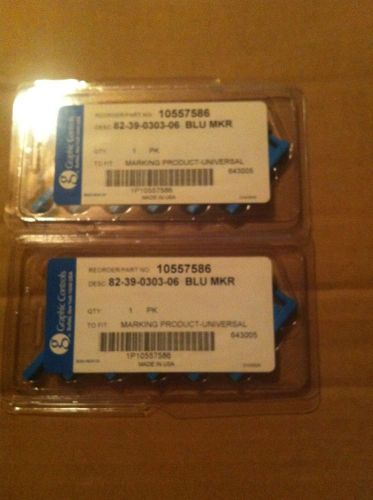 REORDER PART NO. 10557586
DESC. 82-39-0303-06 BLU MKR
QTY: 1 PK
TO FIT: MARKING PRODUCT-UNIVERSAL
643005
1P10557586
MADE IN USA
Graphic Controls
REORDER PART NO. 10557586
DESC. 82-39-0303-06 BLU MKR
QTY: 1 PK
TO FIT: MARKING PRODUCT-UNIVERSAL
643005
1P10557586
MADE IN USA
Graphic Controls